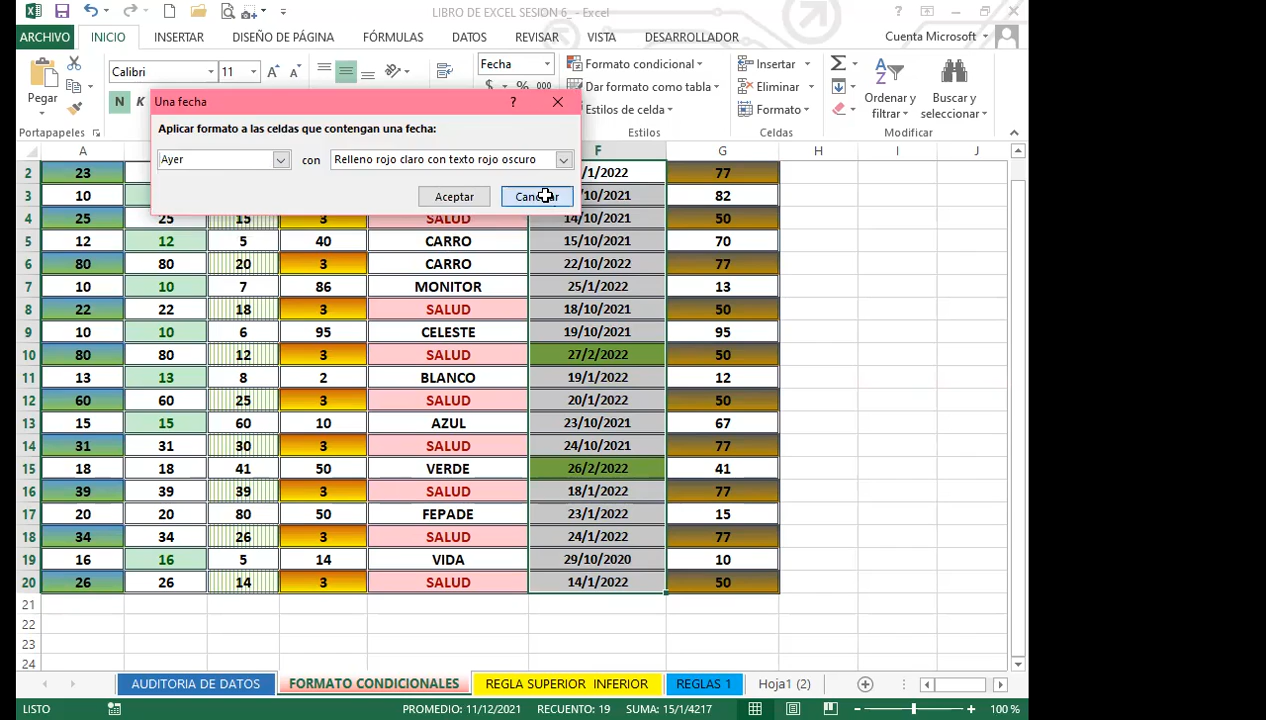 LIBRO DE EXCEL SESION 6_ - Excel
ARCHIVO INICIO INSERTAR DISEÑO DE PÁGINA FÓRMULAS DATOS REVISAR VISTA DESARROLLADOR Cuenta Microsoft
Pegar
Portapapeles
Calibri 11
N K
Fecha
$ % 000
Formato condicional
Dar formato como tabla
Estilos de celda
Estilos
Insertar
Eliminar
Formato
Celdas
Ordenar y filtrar
Buscar y seleccionar
Modificar
Una fecha ?
Aplicar formato a las celdas que contengan una fecha:
Ayer con Relleno rojo claro con texto rojo oscuro
Aceptar
A F G H I J
2 23 /1/2022 77
3 10 10/2021 82
4 25 25 15 3 SALUD 14/10/2021 50
5 12 12 5 40 CARRO 15/10/2021 70
6 80 80 20 3 CARRO 22/10/2021 77
7 10 10 7 86 MONITOR 25/1/2022 13
8 22 22 18 3 SALUD 18/10/2021 50
9 10 10 6 95 CELESTE 19/10/2021 95
10 80 80 12 3 SALUD 27/2/2022 50
11 13 13 8 2 BLANCO 19/1/2022 12
12 60 60 25 3 SALUD 20/1/2022 50
13 15 15 60 10 AZUL 23/10/2021 67
14 31 31 30 3 SALUD 24/10/2021 77
15 18 18 41 50 VERDE 26/2/2022 41
16 39 39 39 3 SALUD 18/1/2022 77
17 20 20 80 50 FEPADE 23/1/2022 15
18 34 34 26 3 SALUD 24/1/2022 77
19 16 16 5 14 VIDA 29/10/2020 10
20 26 26 14 3 SALUD 14/1/2022 50
21
22
23
24
AUDITORIA DE DATOS FORMATO CONDICIONALES REGLA SUPERIOR INFERIOR REGLAS 1 Hoja1 (2)
LISTO PROMEDIO: 11/12/2021 RECUENTO: 19 SUMA: 15/1/4217 100 %